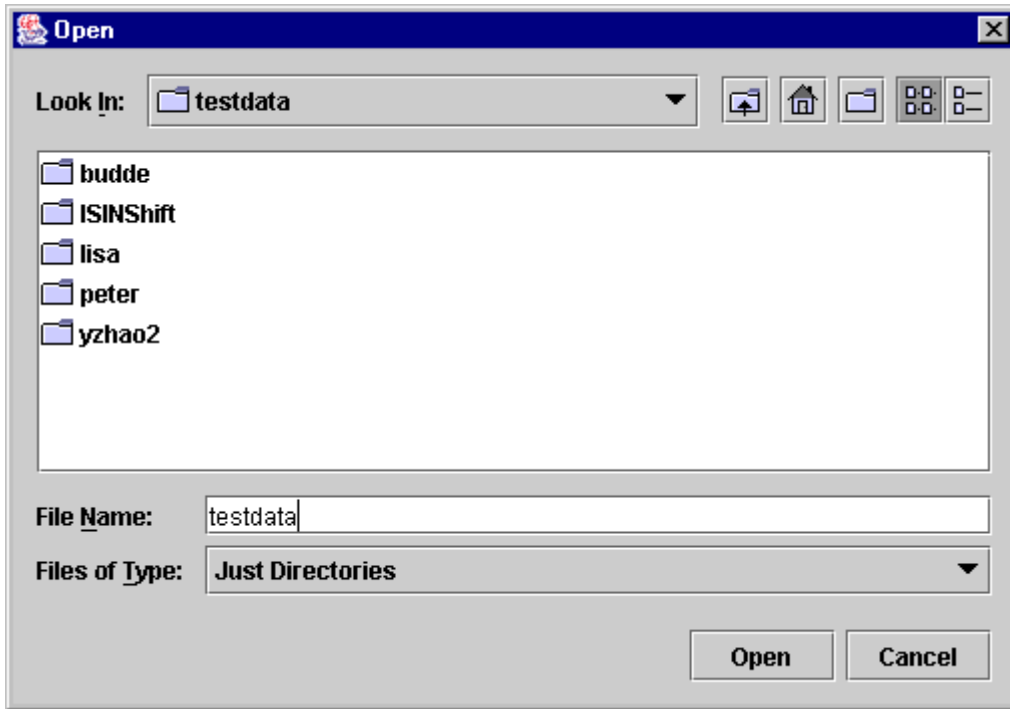 Open
Look In: testdata
budde
ISINShift
lisa
peter
yzhao2
File Name: testdata
Files of Type: Just Directories
Open Cancel